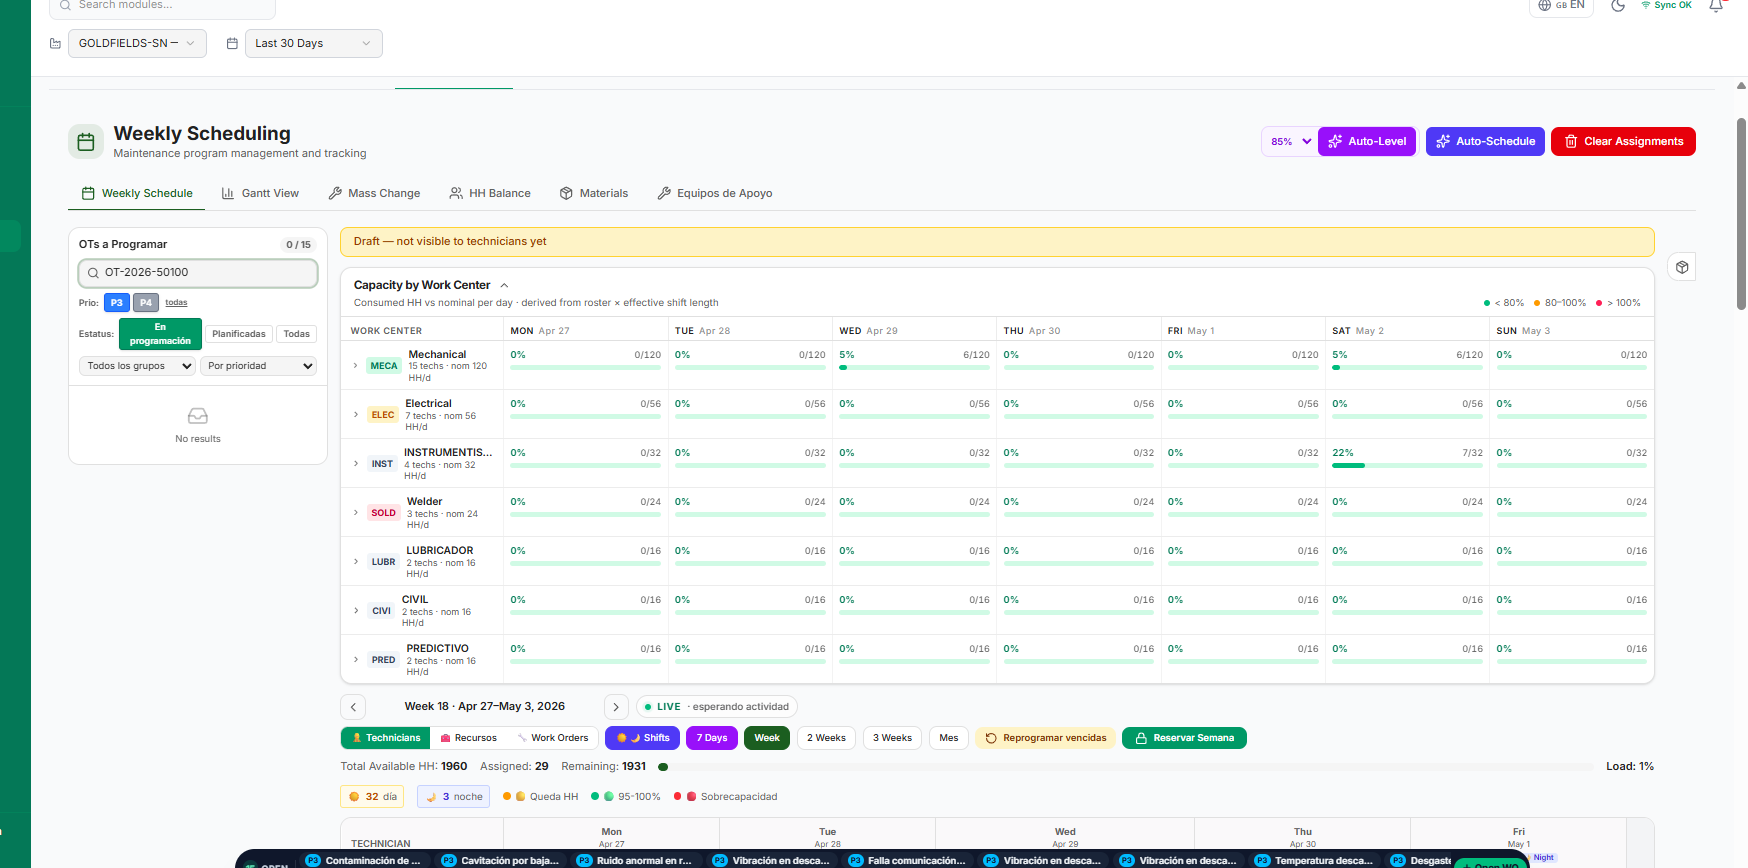 Search modules...
GB EN
Sync OK
GOLDFIELDS-SN —
Last 30 Days
Weekly Scheduling
Maintenance program management and tracking
85%
Auto-Level
Auto-Schedule
Clear Assignments
Weekly Schedule
Gantt View
Mass Change
HH Balance
Materials
Equipos de Apoyo
OTs a Programar
0 / 15
OT-2026-50100
Prio: P3 P4 todas
Estatus: En programación Planificadas Todas
Todos los grupos
Por prioridad
No results
Draft — not visible to technicians yet
Capacity by Work Center
Consumed HH vs nominal per day · derived from roster × effective shift length
< 80% 80–100% > 100%
WORK CENTER MON Apr 27 TUE Apr 28 WED Apr 29 THU Apr 30 FRI May 1 SAT May 2 SUN May 3
MECA Mechanical 15 techs · nom 120 HH/d
0% 0/120 0% 0/120 5% 6/120 0% 0/120 0% 0/120 5% 6/120 0% 0/120
ELEC Electrical 7 techs · nom 56 HH/d
0% 0/56 0% 0/56 0% 0/56 0% 0/56 0% 0/56 0% 0/56 0% 0/56
INST INSTRUMENTIS... 4 techs · nom 32 HH/d
0% 0/32 0% 0/32 0% 0/32 0% 0/32 0% 0/32 22% 7/32 0% 0/32
SOLD Welder 3 techs · nom 24 HH/d
0% 0/24 0% 0/24 0% 0/24 0% 0/24 0% 0/24 0% 0/24 0% 0/24
LUBR LUBRICADOR 2 techs · nom 16 HH/d
0% 0/16 0% 0/16 0% 0/16 0% 0/16 0% 0/16 0% 0/16 0% 0/16
CIVI CIVIL 2 techs · nom 16 HH/d
0% 0/16 0% 0/16 0% 0/16 0% 0/16 0% 0/16 0% 0/16 0% 0/16
PRED PREDICTIVO 2 techs · nom 16 HH/d
0% 0/16 0% 0/16 0% 0/16 0% 0/16 0% 0/16 0% 0/16 0% 0/16
Week 18 · Apr 27–May 3, 2026
LIVE · esperando actividad
Technicians Recursos Work Orders Shifts 7 Days Week 2 Weeks 3 Weeks Mes Reprogramar vencidas Reservar Semana
Total Available HH: 1960 Assigned: 29 Remaining: 1931 Load: 1%
32 día 3 noche Queda HH 95-100% Sobrecapacidad
TECHNICIAN
Mon Apr 27
Tue Apr 28
Wed Apr 29
Thu Apr 30
Fri May 1
Night
OPEN
P3 Contaminación de ...
P3 Cavitación por baja...
P3 Ruido anormal en r...
P3 Vibración en desca...
P3 Falla comunicación...
P3 Vibración en desca...
P3 Vibración en desca...
P3 Temperatura desca...
P3 Desgaste
+ Open WO